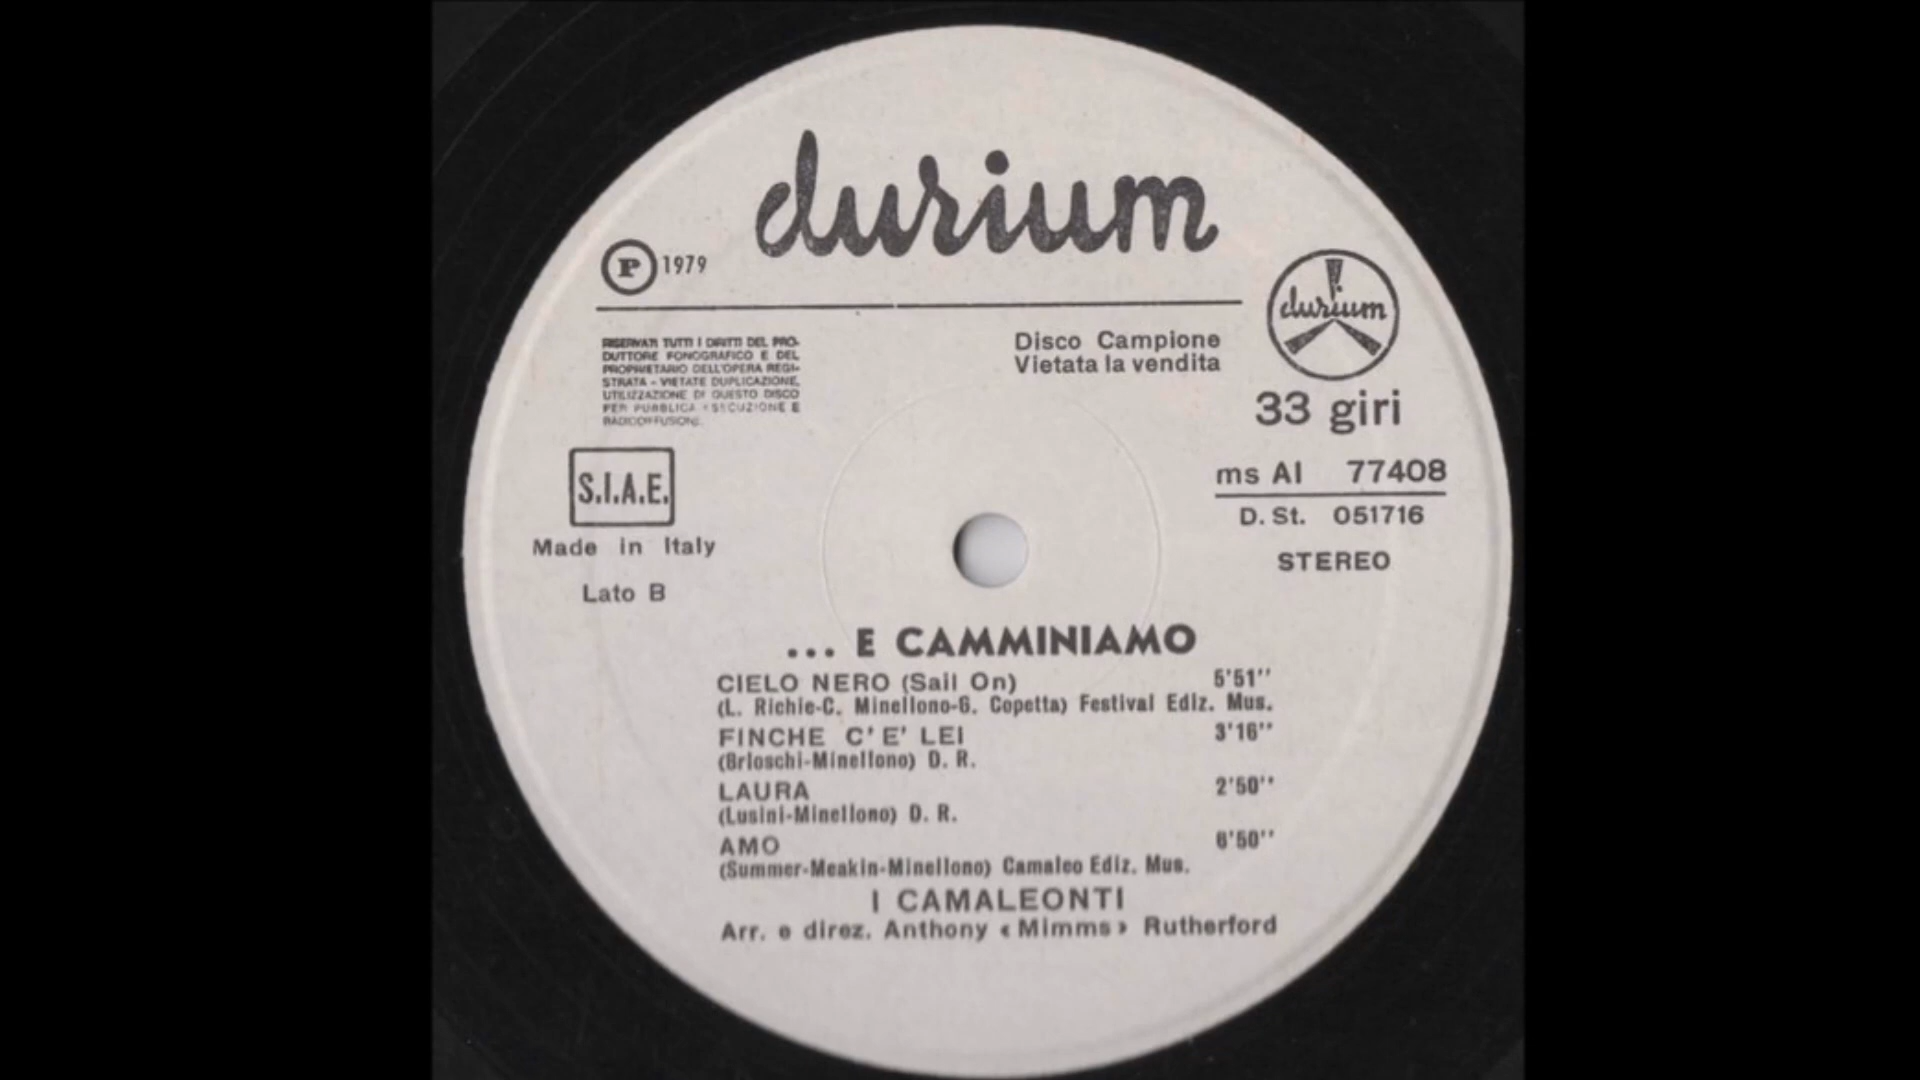 durium
P 1979
durium
RISERVATI TUTTI I DIRITTI DEL PRO-
DUTTORE FONOGRAFICO E DEL
PROPRIETARIO DELL'OPERA REGI-
STRATA - VIETATE DUPLICAZIONE,
UTILIZZAZIONE DI QUESTO DISCO
PER PUBBLICA ESECUZIONE E
RADIODIFFUSIONE.
Disco Campione
Vietata la vendita
33 giri
S.I.A.E.
ms AI 77408
D. St. 051716
Made in Italy
STEREO
Lato B
... E CAMMINIAMO
CIELO NERO (Sail On) 5'51''
(L. Richie-C. Minellono-G. Copetta) Festival Ediz. Mus.
FINCHE C'E' LEI 3'16''
(Brioschi-Minellono) D. R.
LAURA 2'50''
(Lusini-Minellono) D. R.
AMO 6'50''
(Summer-Meakin-Minellono) Camaleo Ediz. Mus.
I CAMALEONTI
Arr. e direz. Anthony «Mimms» Rutherford